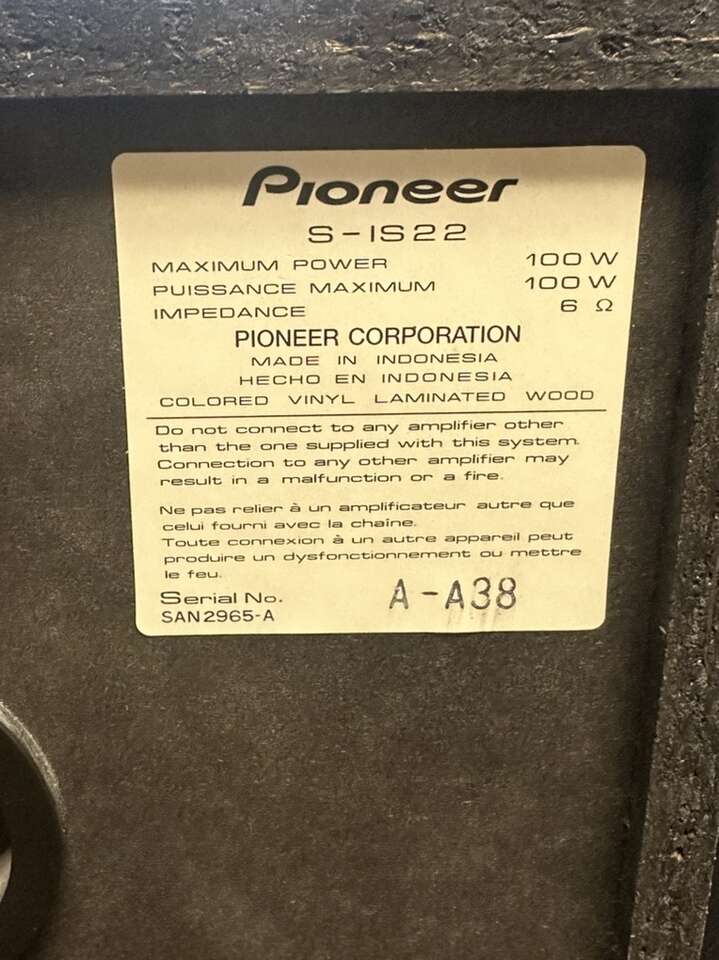 Pioneer
S-IS22
MAXIMUM POWER 100 W
PUISSANCE MAXIMUM 100 W
IMPEDANCE 6 Ω
PIONEER CORPORATION
MADE IN INDONESIA
HECHO EN INDONESIA
COLORED VINYL LAMINATED WOOD
Do not connect to any amplifier other
than the one supplied with this system.
Connection to any other amplifier may
result in a malfunction or a fire.
Ne pas relier à un amplificateur autre que
celui fourni avec la chaîne.
Toute connexion à un autre appareil peut
produire un dysfonctionnement ou mettre
le feu.
Serial No. A-A38
SAN2965-A